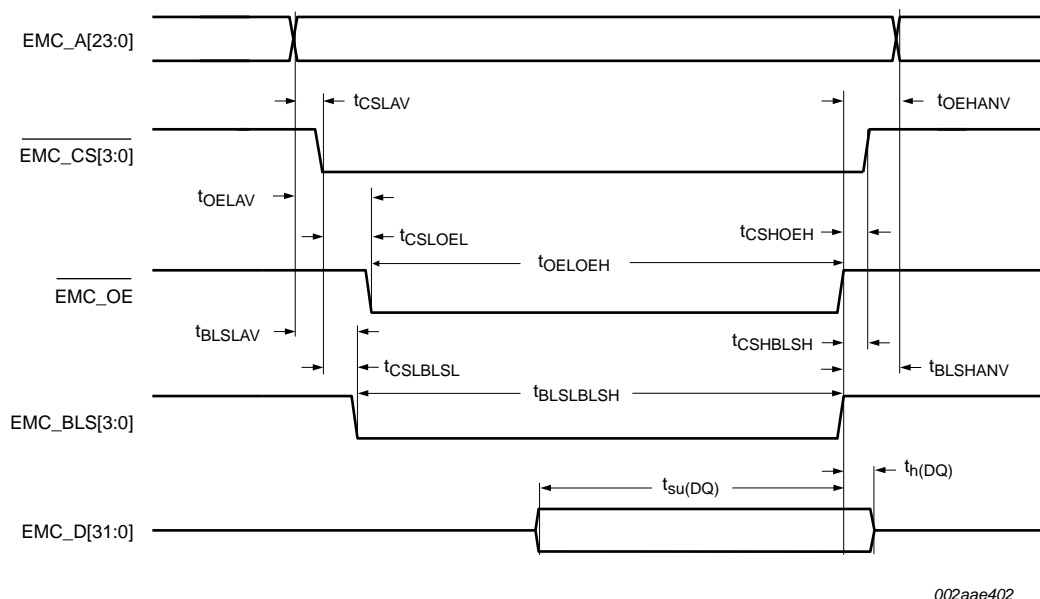 EMC_A[23:0]
tCSLAV
tOEHANV
EMC_CS[3:0]
tOELAV
tCSLOEL
tCSHOEH
tOELOEH
EMC_OE
tBLSLAV
tCSHBLSH
tCSLBLSL
tBLSHANV
tBLSLBLSH
EMC_BLS[3:0]
th(DQ)
tsu(DQ)
EMC_D[31:0]
002aae402